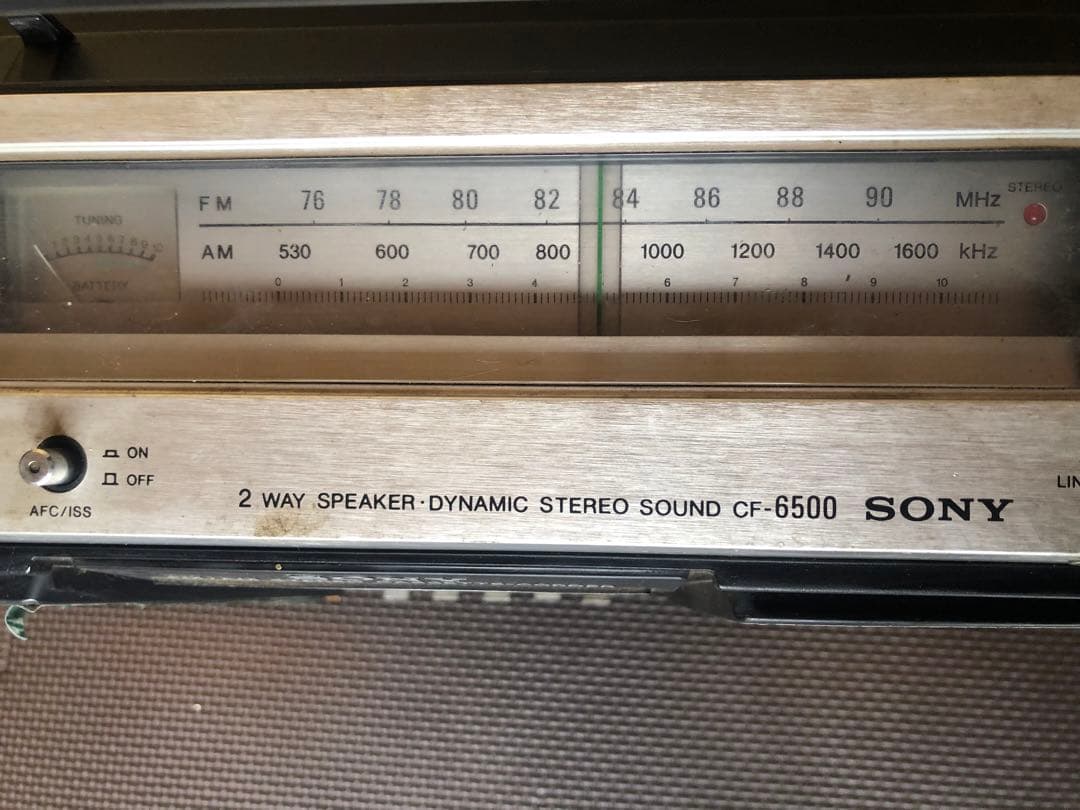 FM 76 78 80 82 84 86 88 90 MHz STEREO
TUNING
AM 530 600 700 800 1000 1200 1400 1600 kHz
BATTERY
0 1 2 3 4 6 7 8 9 10
ON
OFF
AFC/ISS
LIN
2 WAY SPEAKER·DYNAMIC STEREO SOUND CF-6500 SONY